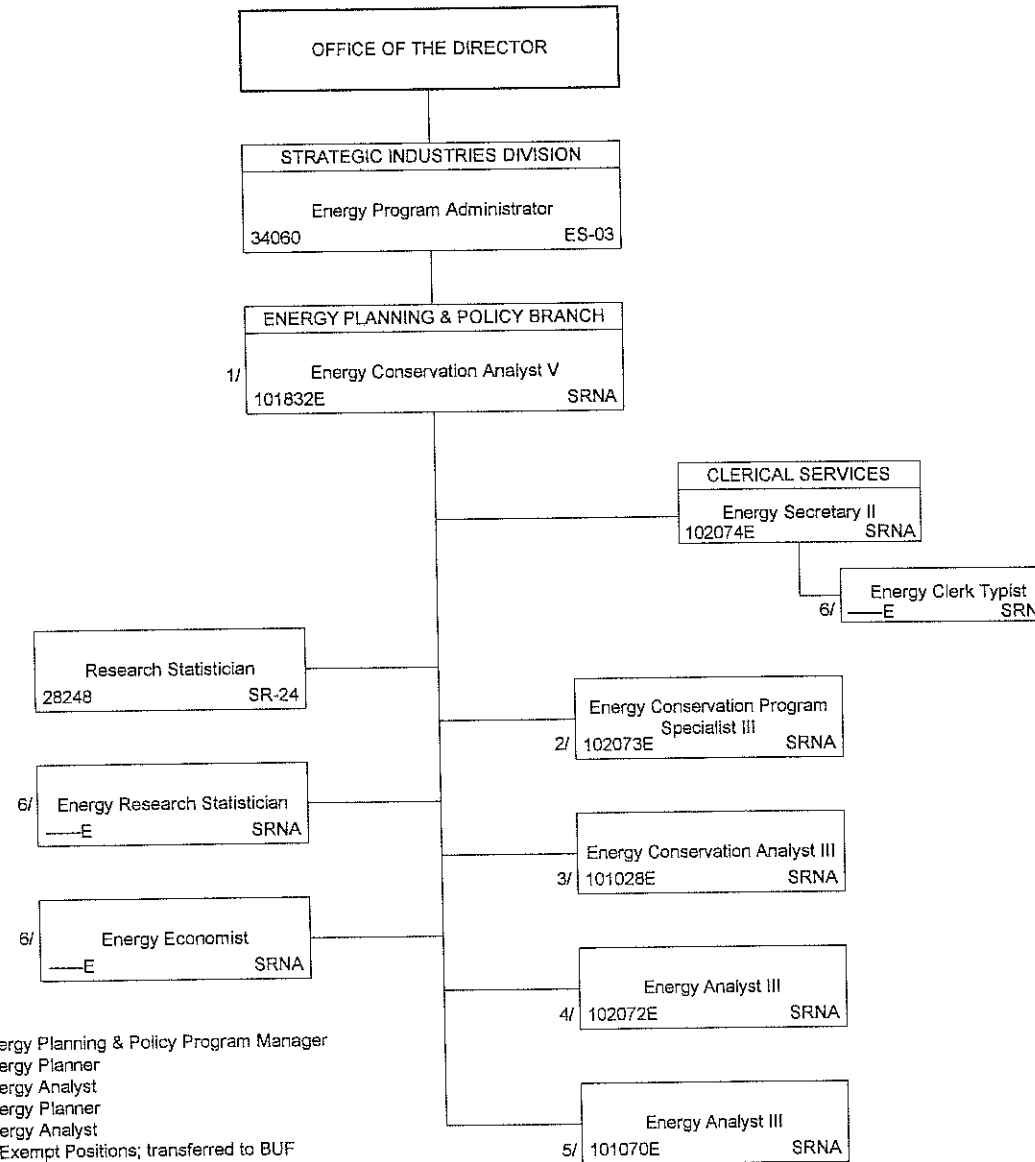 OFFICE OF THE DIRECTOR
STRATEGIC INDUSTRIES DIVISION
Energy Program Administrator
34060 ES-03
ENERGY PLANNING & POLICY BRANCH
1/ Energy Conservation Analyst V
101832E SRNA
CLERICAL SERVICES
Energy Secretary II
102074E SRNA
Energy Clerk Typist
6/ ——E SRN
Research Statistician
28248 SR-24
Energy Conservation Program
Specialist III
2/ 102073E SRNA
6/ Energy Research Statistician
——E SRNA
Energy Conservation Analyst III
3/ 101028E SRNA
6/ Energy Economist
——E SRNA
Energy Analyst III
4/ 102072E SRNA
ergy Planning & Policy Program Manager
ergy Planner
ergy Analyst
ergy Planner
ergy Analyst
Exempt Positions; transferred to BUF
Energy Analyst III
5/ 101070E SRNA